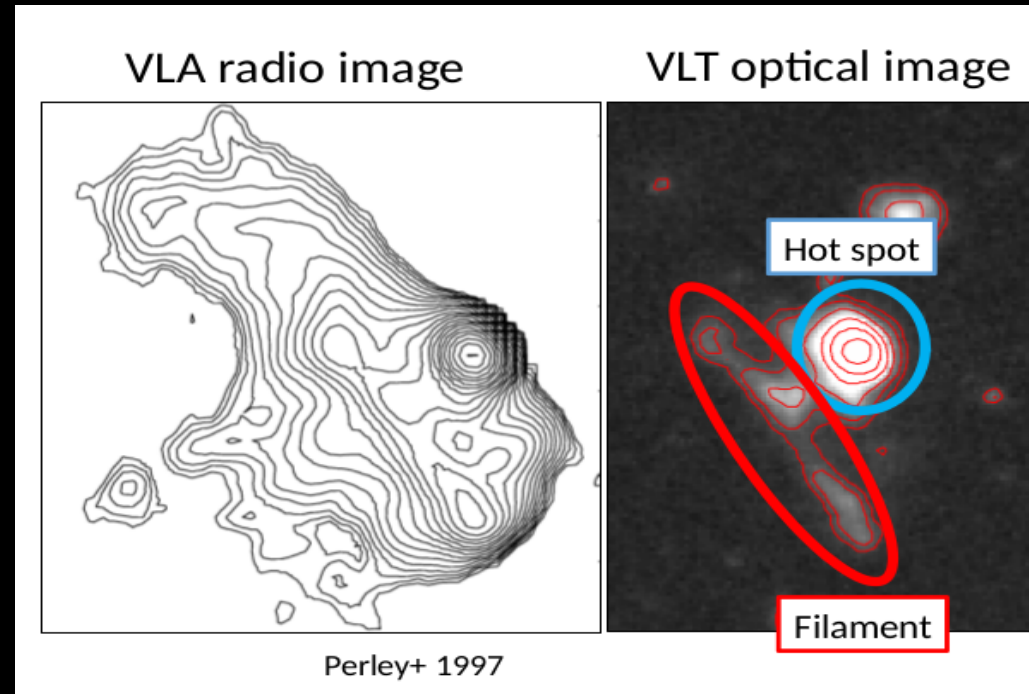 VLA radio image
VLT optical image
Hot spot
Filament
Perley+ 1997